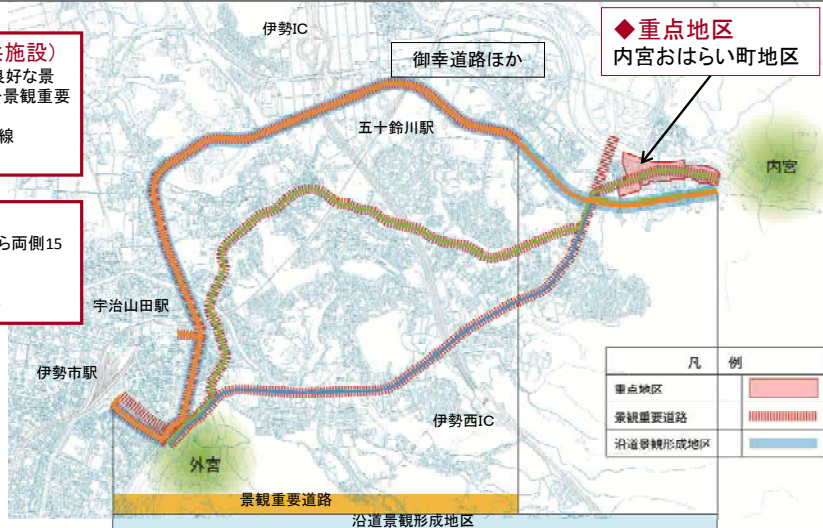 共施設）
良好な景
景観重要
線
ら両側15
伊勢IC
御幸道路ほか
◆重点地区
内宮おはらい町地区
五十鈴川駅
内宮
宇治山田駅
伊勢市駅
伊勢西IC
外宮
凡 例
重点地区
景観重要道路
沿道景観形成地区
景観重要道路
沿道景観形成地区